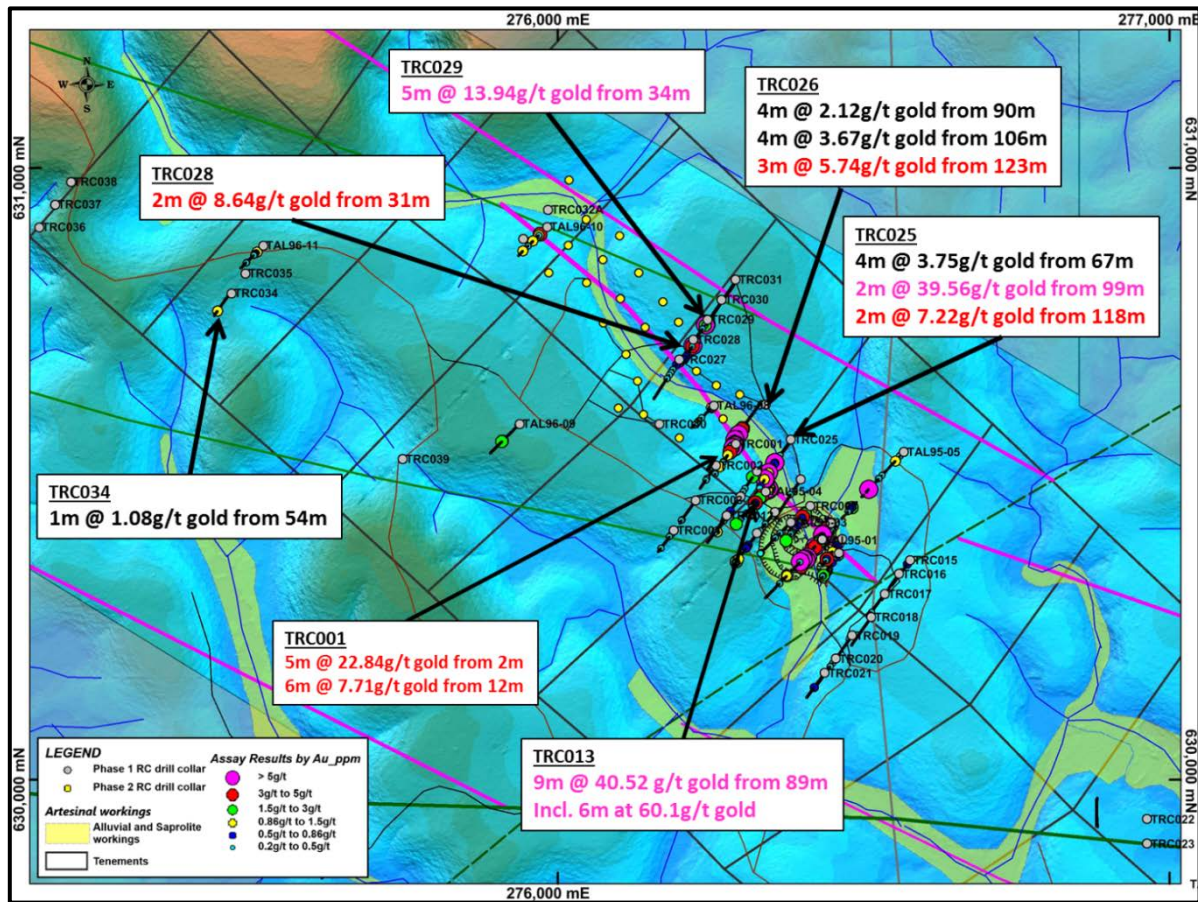 276,000 mE
277,000 mE
N
W
E
S
631,000 mN
631,000 mN
TRC029
5m @ 13.94g/t gold from 34m
TRC026
4m @ 2.12g/t gold from 90m
4m @ 3.67g/t gold from 106m
3m @ 5.74g/t gold from 123m
TRC028
2m @ 8.64g/t gold from 31m
TRC025
4m @ 3.75g/t gold from 67m
2m @ 39.56g/t gold from 99m
2m @ 7.22g/t gold from 118m
TRC038
TRC037
TRC036
TRC032A
TAL96-10
TAL96-11
TRC035
TRC034
TRC031
TRC030
TRC029
TRC028
TRC027
TAL96-09
TRC001
TRC025
TAL95-05
TRC039
TRC002
TAL95-04
TAL95-01
TRC015
TRC016
TRC017
TRC018
TRC019
TRC020
TRC021
TRC034
1m @ 1.08g/t gold from 54m
TRC001
5m @ 22.84g/t gold from 2m
6m @ 7.71g/t gold from 12m
TRC013
9m @ 40.52 g/t gold from 89m
Incl. 6m at 60.1g/t gold
TRC022
TRC023
630,000 mN
630,000 mN
LEGEND
Phase 1 RC drill collar
Phase 2 RC drill collar
Artesinal workings
Alluvial and Saprolite
workings
Tenements
Assay Results by Au_ppm
> 5g/t
3g/t to 5g/t
1.5g/t to 3g/t
0.86g/t to 1.5g/t
0.5g/t to 0.86g/t
0.2g/t to 0.5g/t
276,000 mE